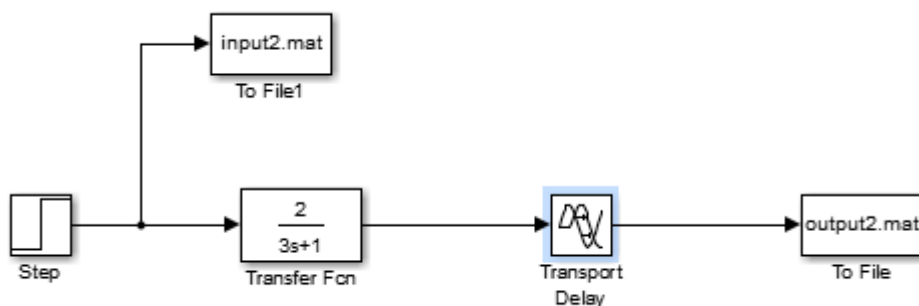 input2.mat
To File1
Step
2
3s+1
Transfer Fcn
Transport
Delay
output2.mat
To File